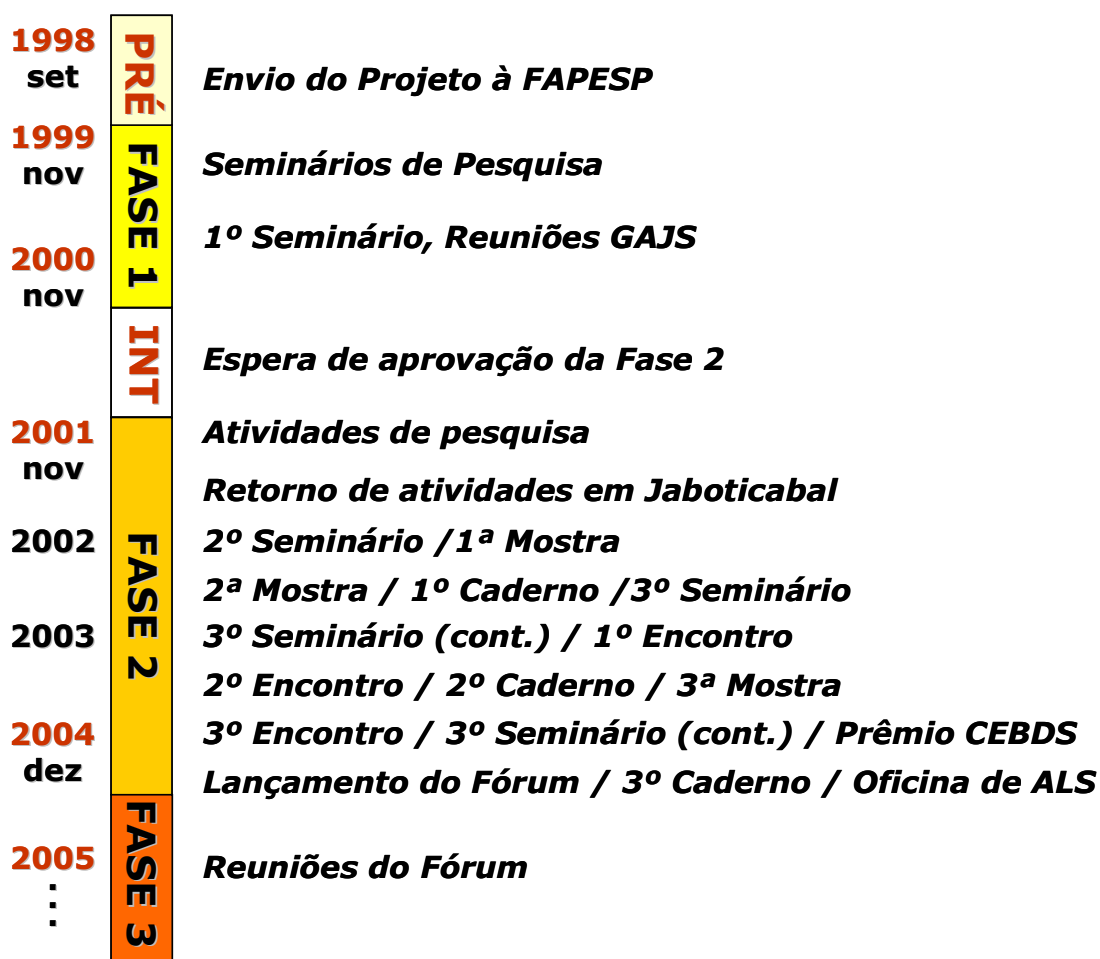 1998
set
PRÉ
Envio do Projeto à FAPESP
1999
nov
FASE 1
Seminários de Pesquisa
1º Seminário, Reuniões GAJS
2000
nov
INT
Espera de aprovação da Fase 2
2001
nov
Atividades de pesquisa
Retorno de atividades em Jaboticabal
2002
FASE 2
2º Seminário /1ª Mostra
2ª Mostra / 1º Caderno /3º Seminário
2003
3º Seminário (cont.) / 1º Encontro
2º Encontro / 2º Caderno / 3ª Mostra
2004
dez
3º Encontro / 3º Seminário (cont.) / Prêmio CEBDS
Lançamento do Fórum / 3º Caderno / Oficina de ALS
FASE 3
2005
...
Reuniões do Fórum